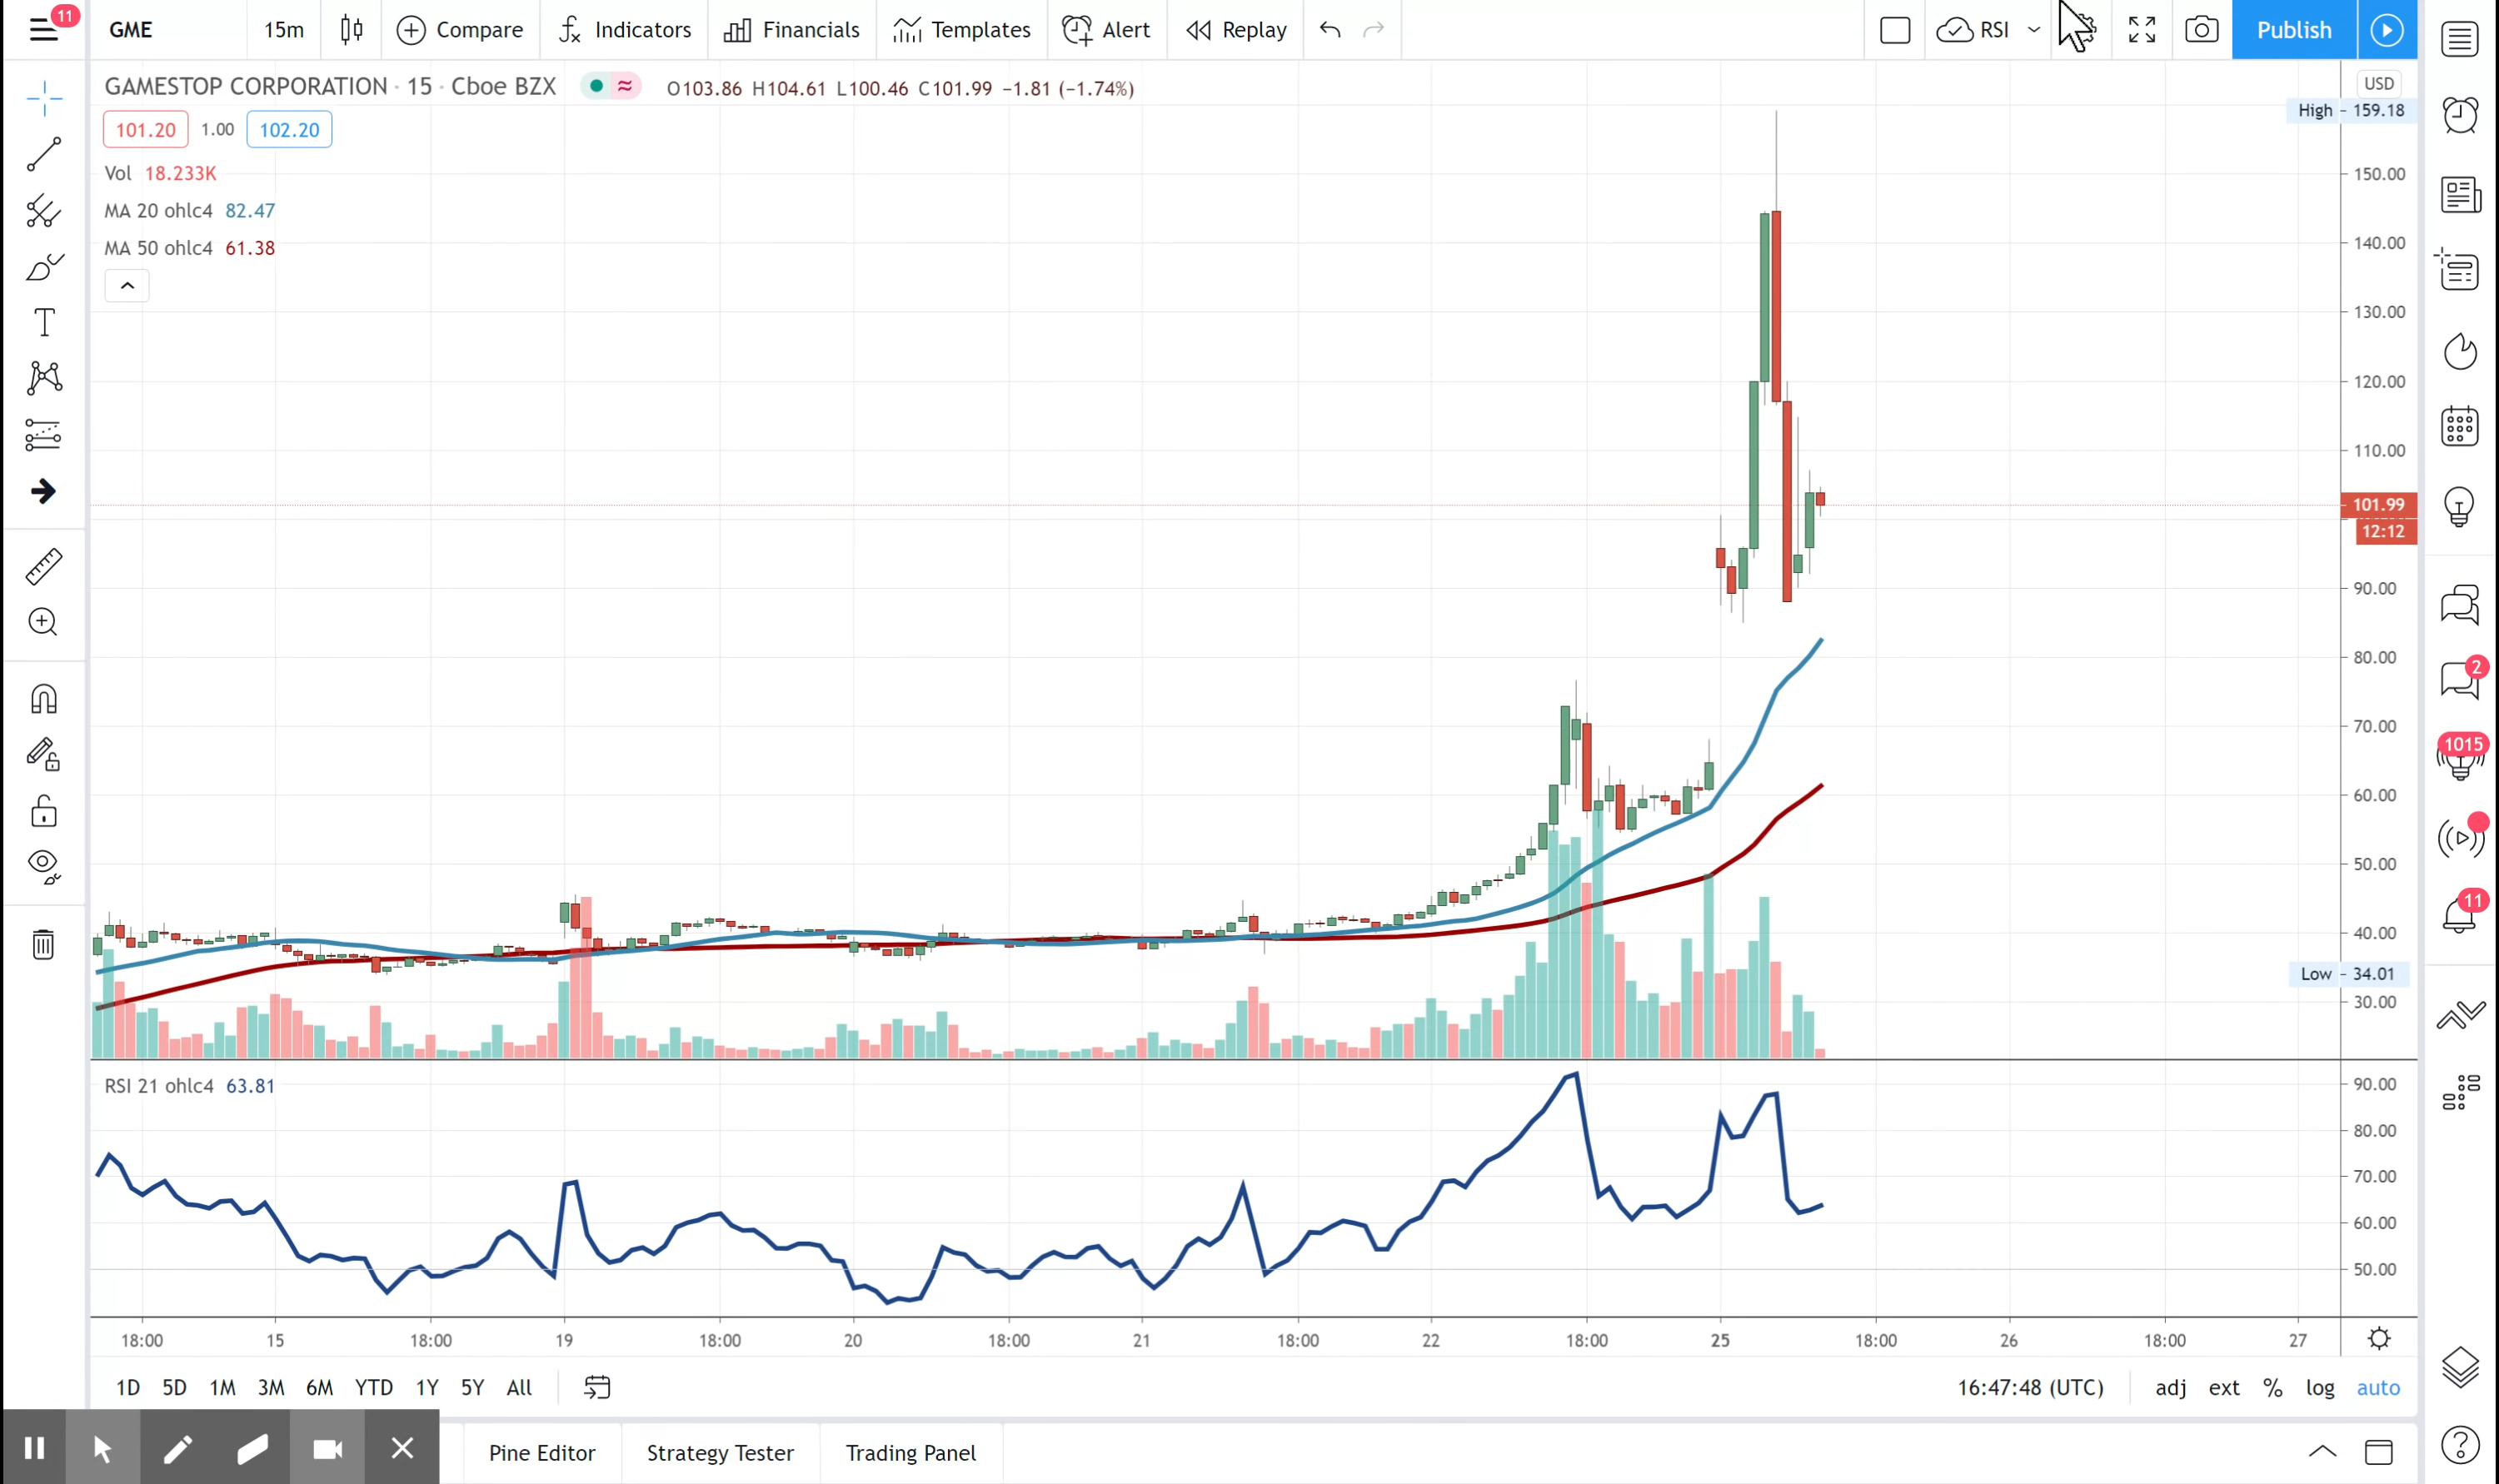 11
GME
15m
Compare
Indicators
Financials
Templates
Alert
Replay
RSI
Publish
GAMESTOP CORPORATION · 15 · Cboe BZX
O103.86 H104.61 L100.46 C101.99 −1.81 (−1.74%)
USD
High - 159.18
101.20 1.00 102.20
Vol 18.233K
150.00
MA 20 ohlc4 82.47
MA 50 ohlc4 61.38
140.00
130.00
120.00
110.00
101.99
12:12
90.00
80.00
2
70.00
1015
60.00
50.00
11
40.00
Low - 34.01
30.00
RSI 21 ohlc4 63.81
90.00
80.00
70.00
60.00
50.00
18:00 15 18:00 19 18:00 20 18:00 21 18:00 22 18:00 25 18:00 26 18:00 27
1D 5D 1M 3M 6M YTD 1Y 5Y All
16:47:48 (UTC) adj ext % log auto
Pine Editor Strategy Tester Trading Panel